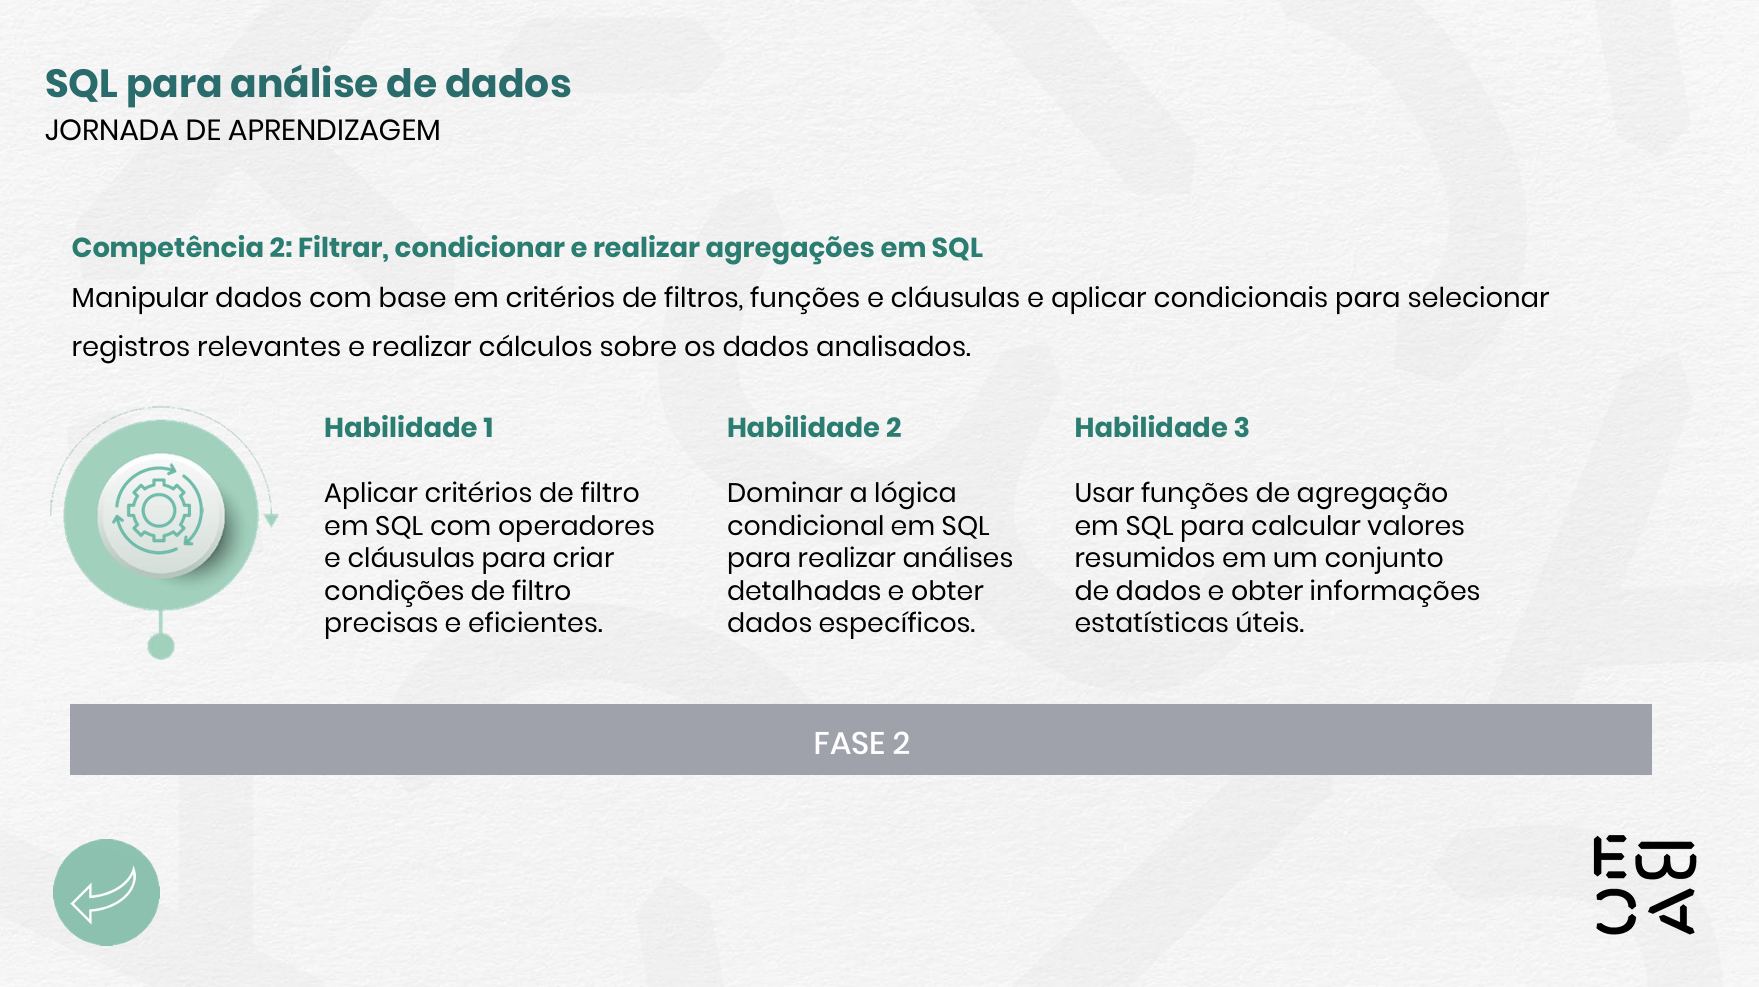 SQL para análise de dados
JORNADA DE APRENDIZAGEM
Competência 2: Filtrar, condicionar e realizar agregações em SQL
Manipular dados com base em critérios de filtros, funções e cláusulas e aplicar condicionais para selecionar
registros relevantes e realizar cálculos sobre os dados analisados.
Habilidade 1
Aplicar critérios de filtro
em SQL com operadores
e cláusulas para criar
condições de filtro
precisas e eficientes.
Habilidade 2
Dominar a lógica
condicional em SQL
para realizar análises
detalhadas e obter
dados específicos.
Habilidade 3
Usar funções de agregação
em SQL para calcular valores
resumidos em um conjunto
de dados e obter informações
estatísticas úteis.
FASE 2
EBAC